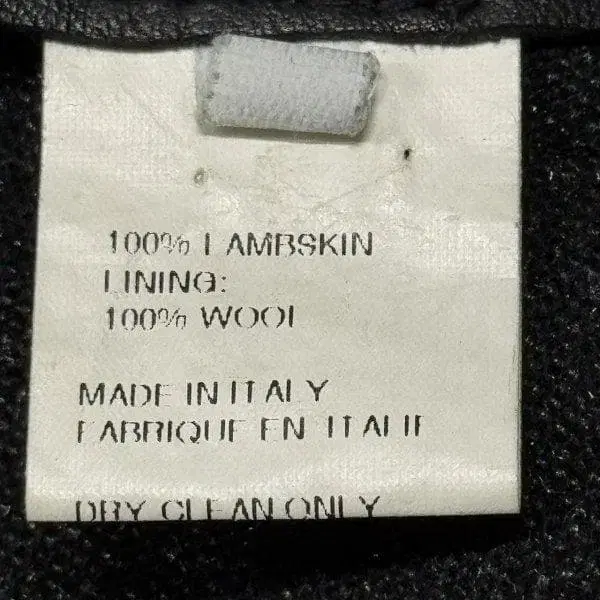 100% LAMBSKIN
LINING:
100% WOOL
MADE IN ITALY
FABRIQUE EN ITALIE
DRY CLEAN ONLY